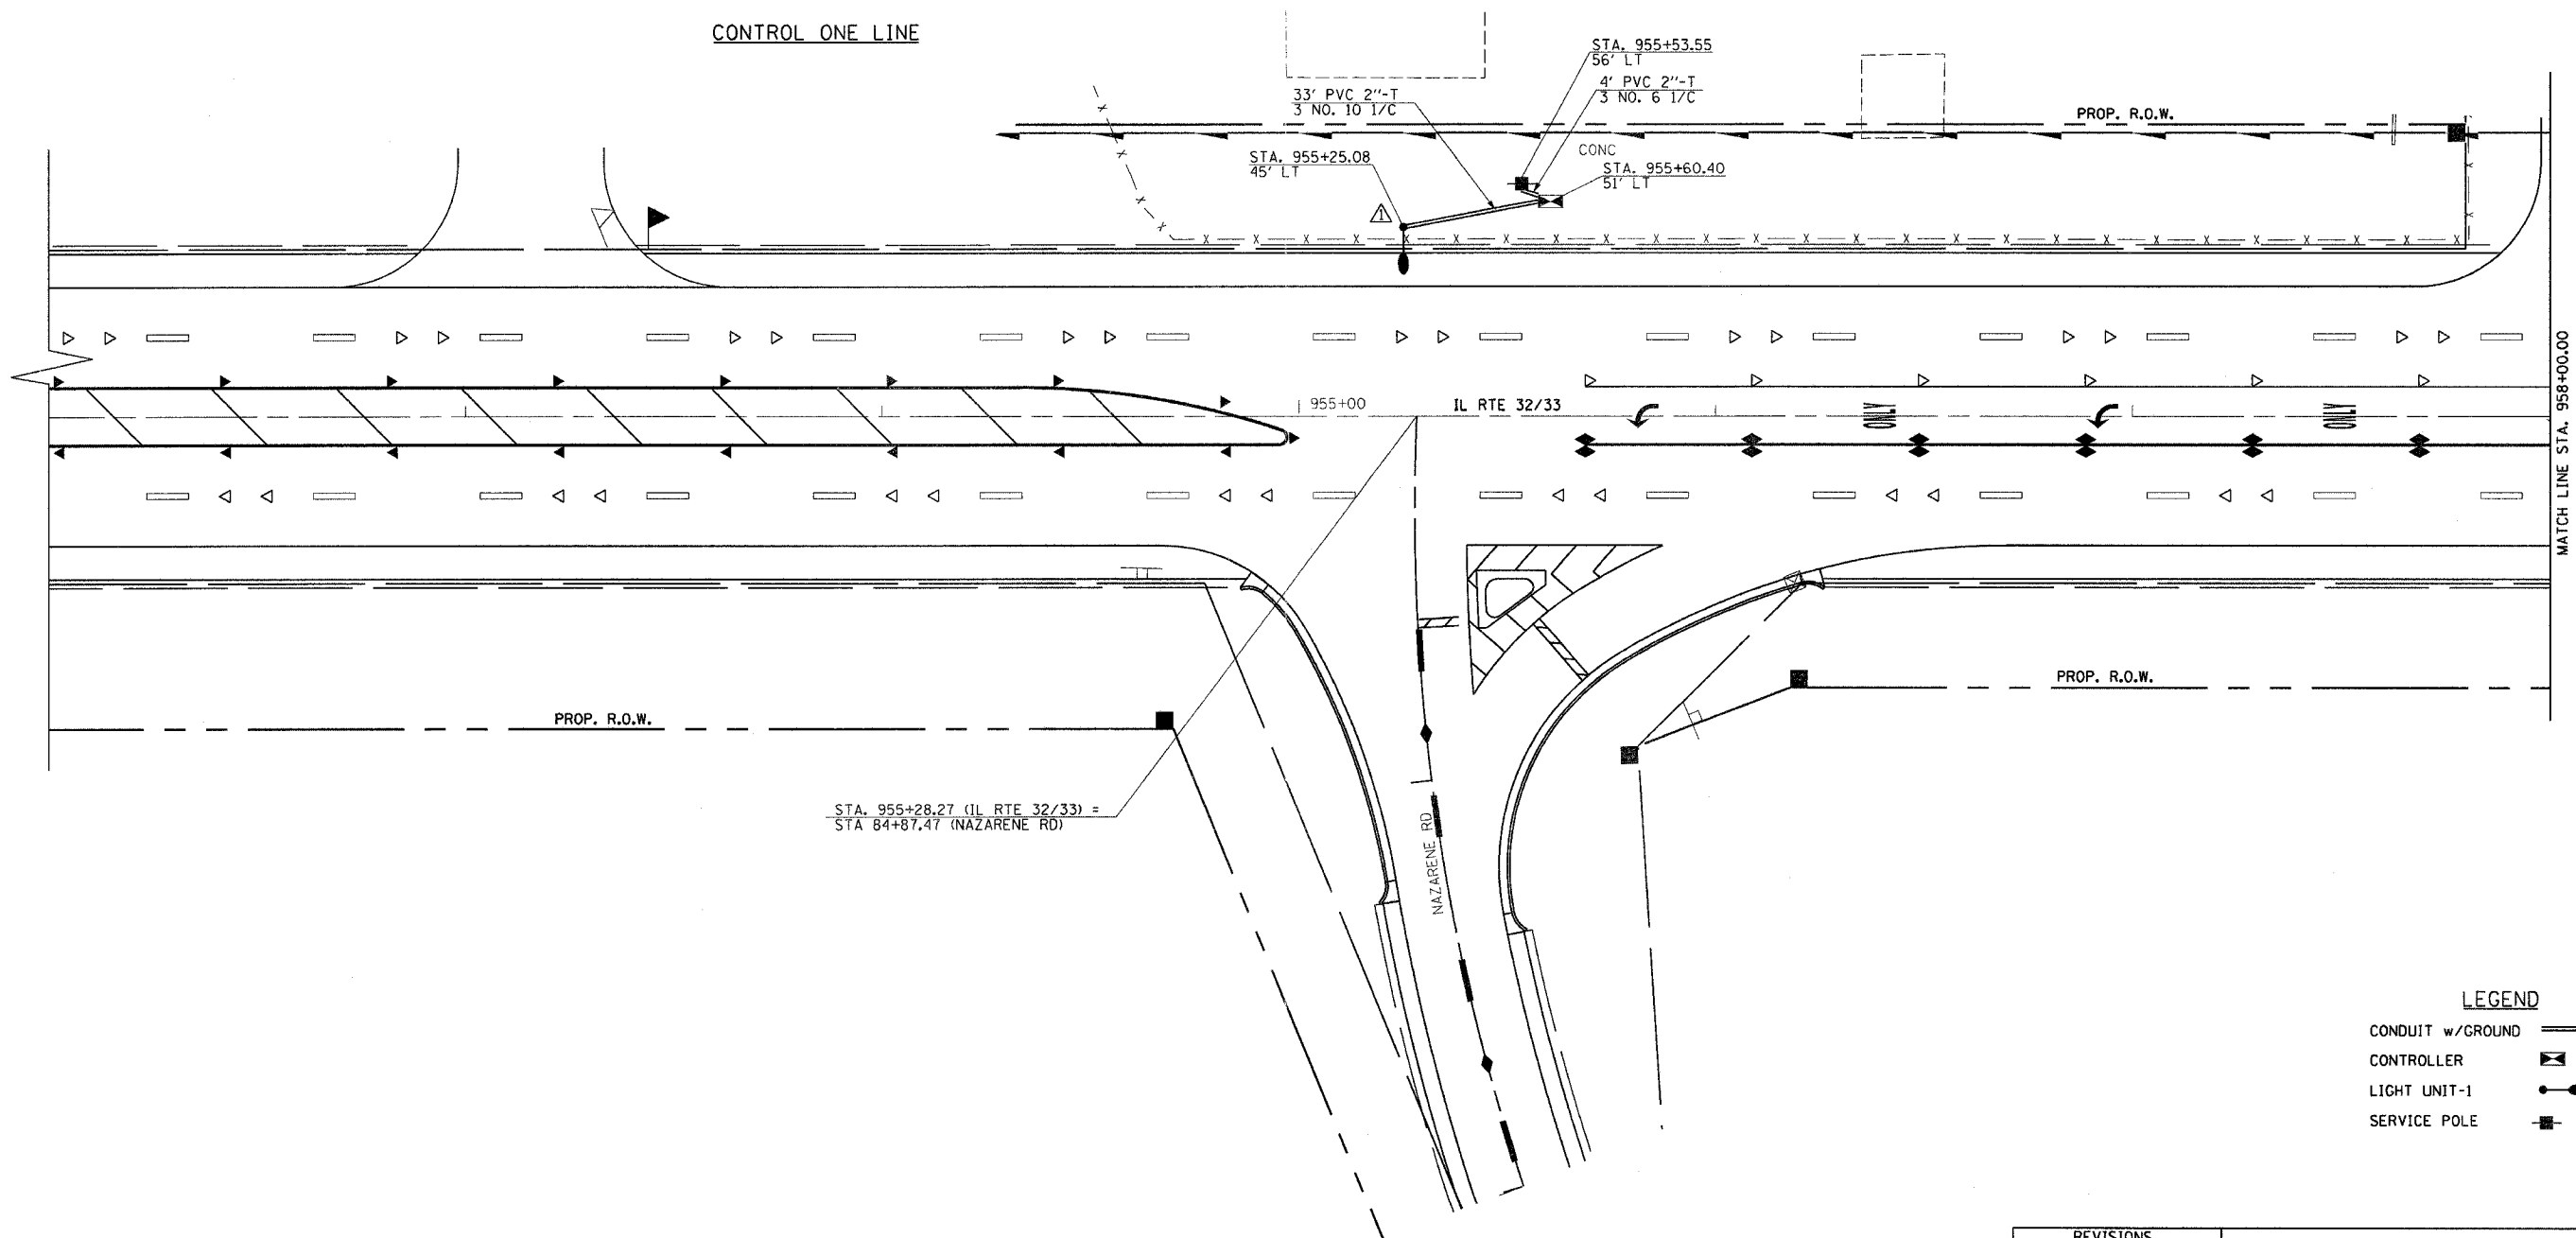 CONTROL ONE LINE
STA. 955+53.55
56' LT
4' PVC 2"-T
3 NO. 6 1/C
33' PVC 2"-T
3 NO. 10 1/C
PROP. R.O.W.
CONC
STA. 955+25.08
45' LT
STA. 955+60.40
51' LT
1
955+00
IL RTE 32/33
ONLY
ONLY
MATCH LINE STA. 958+00.00
PROP. R.O.W.
PROP. R.O.W.
STA. 955+28.27 (IL RTE 32/33) =
STA 84+87.47 (NAZARENE RD)
NAZARENE RD
LEGEND
CONDUIT w/GROUND
CONTROLLER
LIGHT UNIT-1
SERVICE POLE
REVISIONS